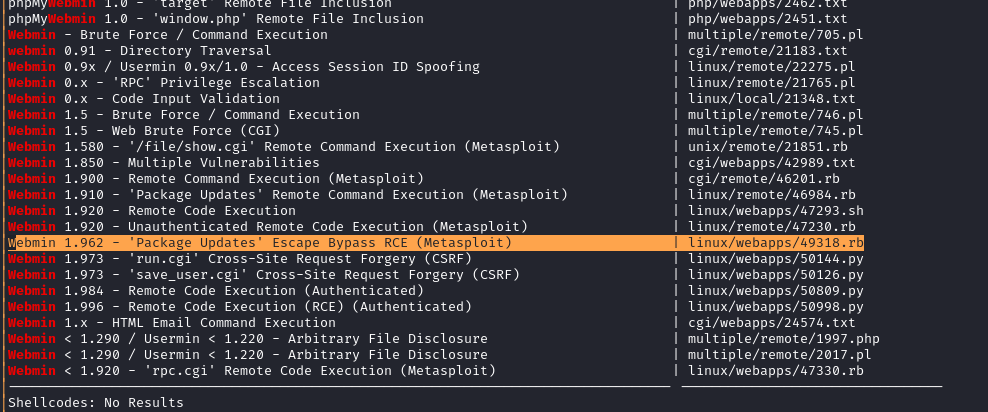 phpMyWebmin 1.0 - 'target' Remote File Inclusion | php/webapps/2462.txt
phpMyWebmin 1.0 - 'window.php' Remote File Inclusion | php/webapps/2451.txt
Webmin - Brute Force / Command Execution | multiple/remote/705.pl
webmin 0.91 - Directory Traversal | cgi/remote/21183.txt
Webmin 0.9x / Usermin 0.9x/1.0 - Access Session ID Spoofing | linux/remote/22275.pl
Webmin 0.x - 'RPC' Privilege Escalation | linux/remote/21765.pl
Webmin 0.x - Code Input Validation | linux/local/21348.txt
Webmin 1.5 - Brute Force / Command Execution | multiple/remote/746.pl
Webmin 1.5 - Web Brute Force (CGI) | multiple/remote/745.pl
Webmin 1.580 - '/file/show.cgi' Remote Command Execution (Metasploit) | unix/remote/21851.rb
Webmin 1.850 - Multiple Vulnerabilities | cgi/webapps/42989.txt
Webmin 1.900 - Remote Command Execution (Metasploit) | cgi/remote/46201.rb
Webmin 1.910 - 'Package Updates' Remote Command Execution (Metasploit) | linux/remote/46984.rb
Webmin 1.920 - Remote Code Execution | linux/webapps/47293.sh
Webmin 1.920 - Unauthenticated Remote Code Execution (Metasploit) | linux/remote/47230.rb
Webmin 1.962 - 'Package Updates' Escape Bypass RCE (Metasploit) | linux/webapps/49318.rb
Webmin 1.973 - 'run.cgi' Cross-Site Request Forgery (CSRF) | linux/webapps/50144.py
Webmin 1.973 - 'save_user.cgi' Cross-Site Request Forgery (CSRF) | linux/webapps/50126.py
Webmin 1.984 - Remote Code Execution (Authenticated) | linux/webapps/50809.py
Webmin 1.996 - Remote Code Execution (RCE) (Authenticated) | linux/webapps/50998.py
Webmin 1.x - HTML Email Command Execution | cgi/webapps/24574.txt
Webmin < 1.290 / Usermin < 1.220 - Arbitrary File Disclosure | multiple/remote/1997.php
Webmin < 1.290 / Usermin < 1.220 - Arbitrary File Disclosure | multiple/remote/2017.pl
Webmin < 1.920 - 'rpc.cgi' Remote Code Execution (Metasploit) | linux/webapps/47330.rb
Shellcodes: No Results